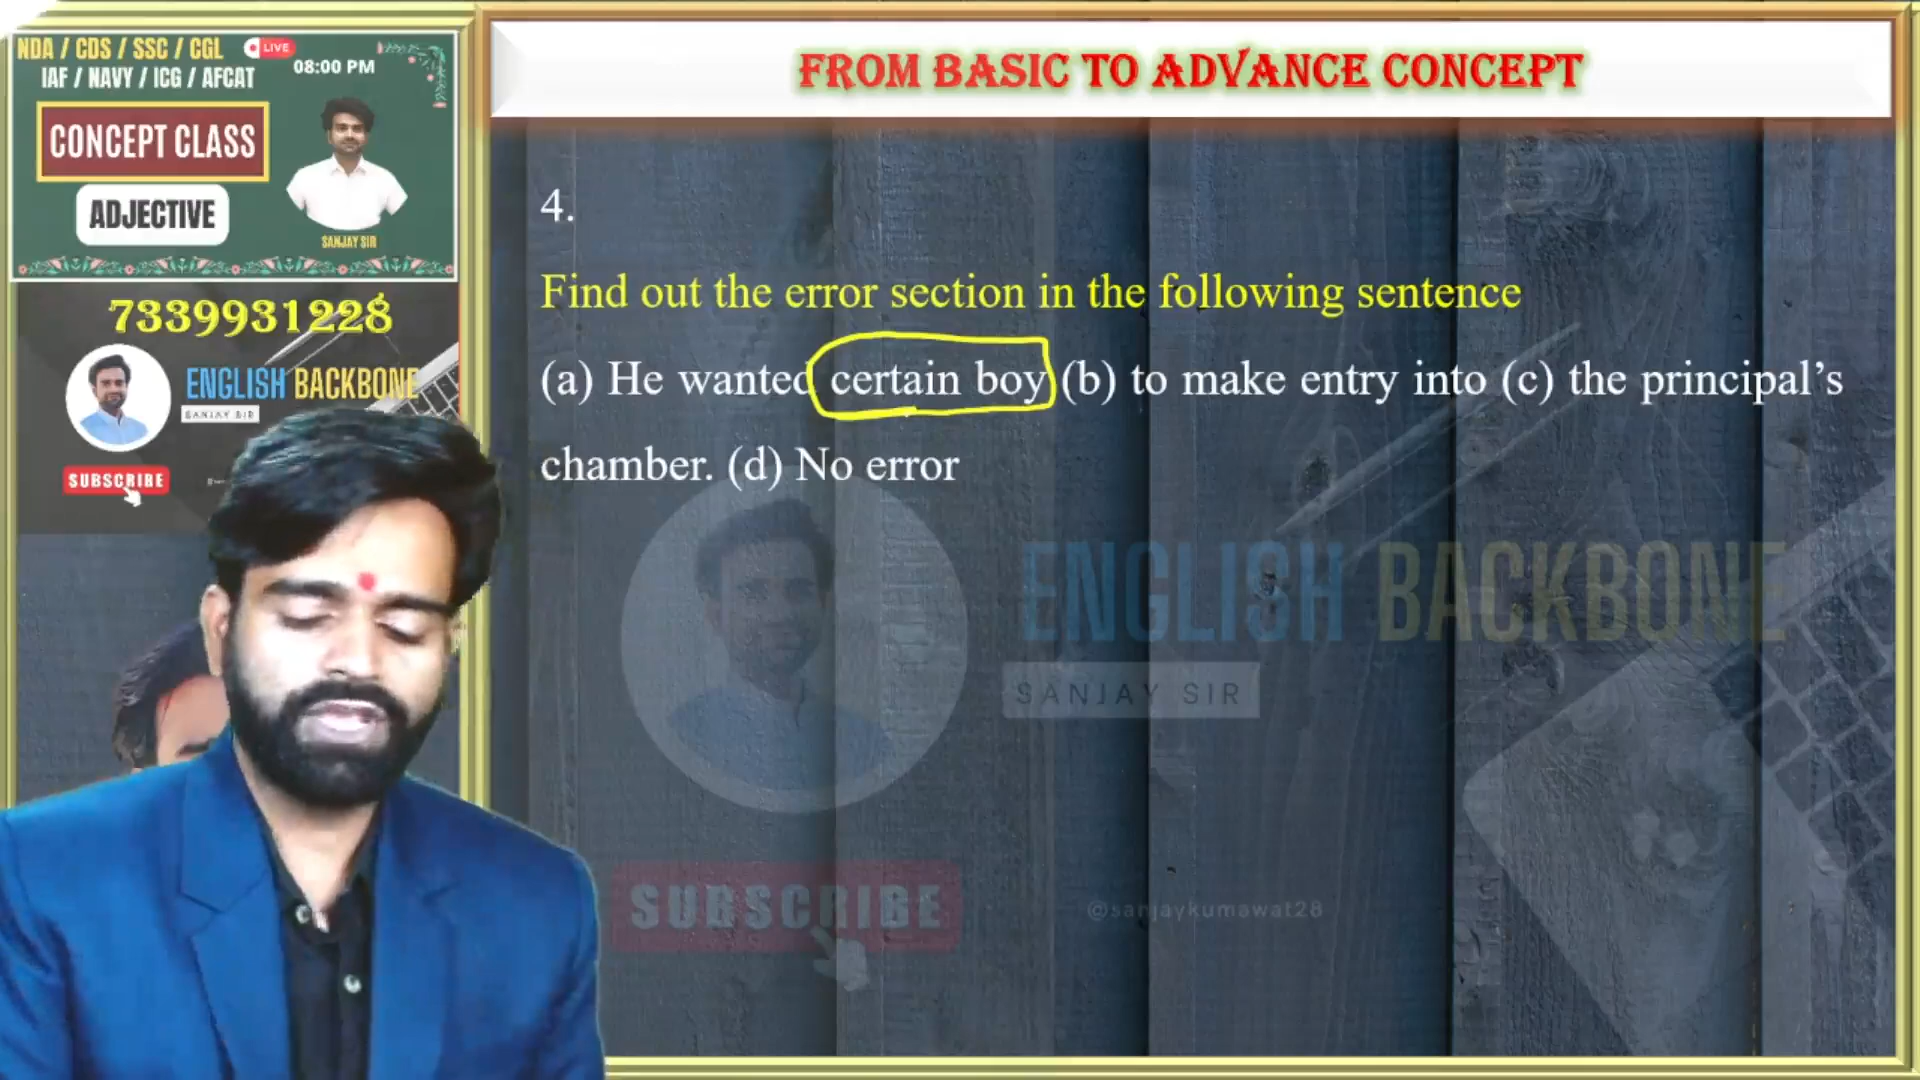 NDA / CDS / SSC / CGL
LIVE
IAF / NAVY / ICG / AFCAT
08:00 PM
CONCEPT CLASS
ADJECTIVE
SANJAY SIR
7339931228
ENGLISH BACKBONE
SANJAY SIR
SUBSCRIBE
FROM BASIC TO ADVANCE CONCEPT
4.
Find out the error section in the following sentence
(a) He wanted certain boy (b) to make entry into (c) the principal’s
chamber. (d) No error
ENGLISH BACKBONE
SANJAY SIR
SUBSCRIBE
@sanjaykumawat28